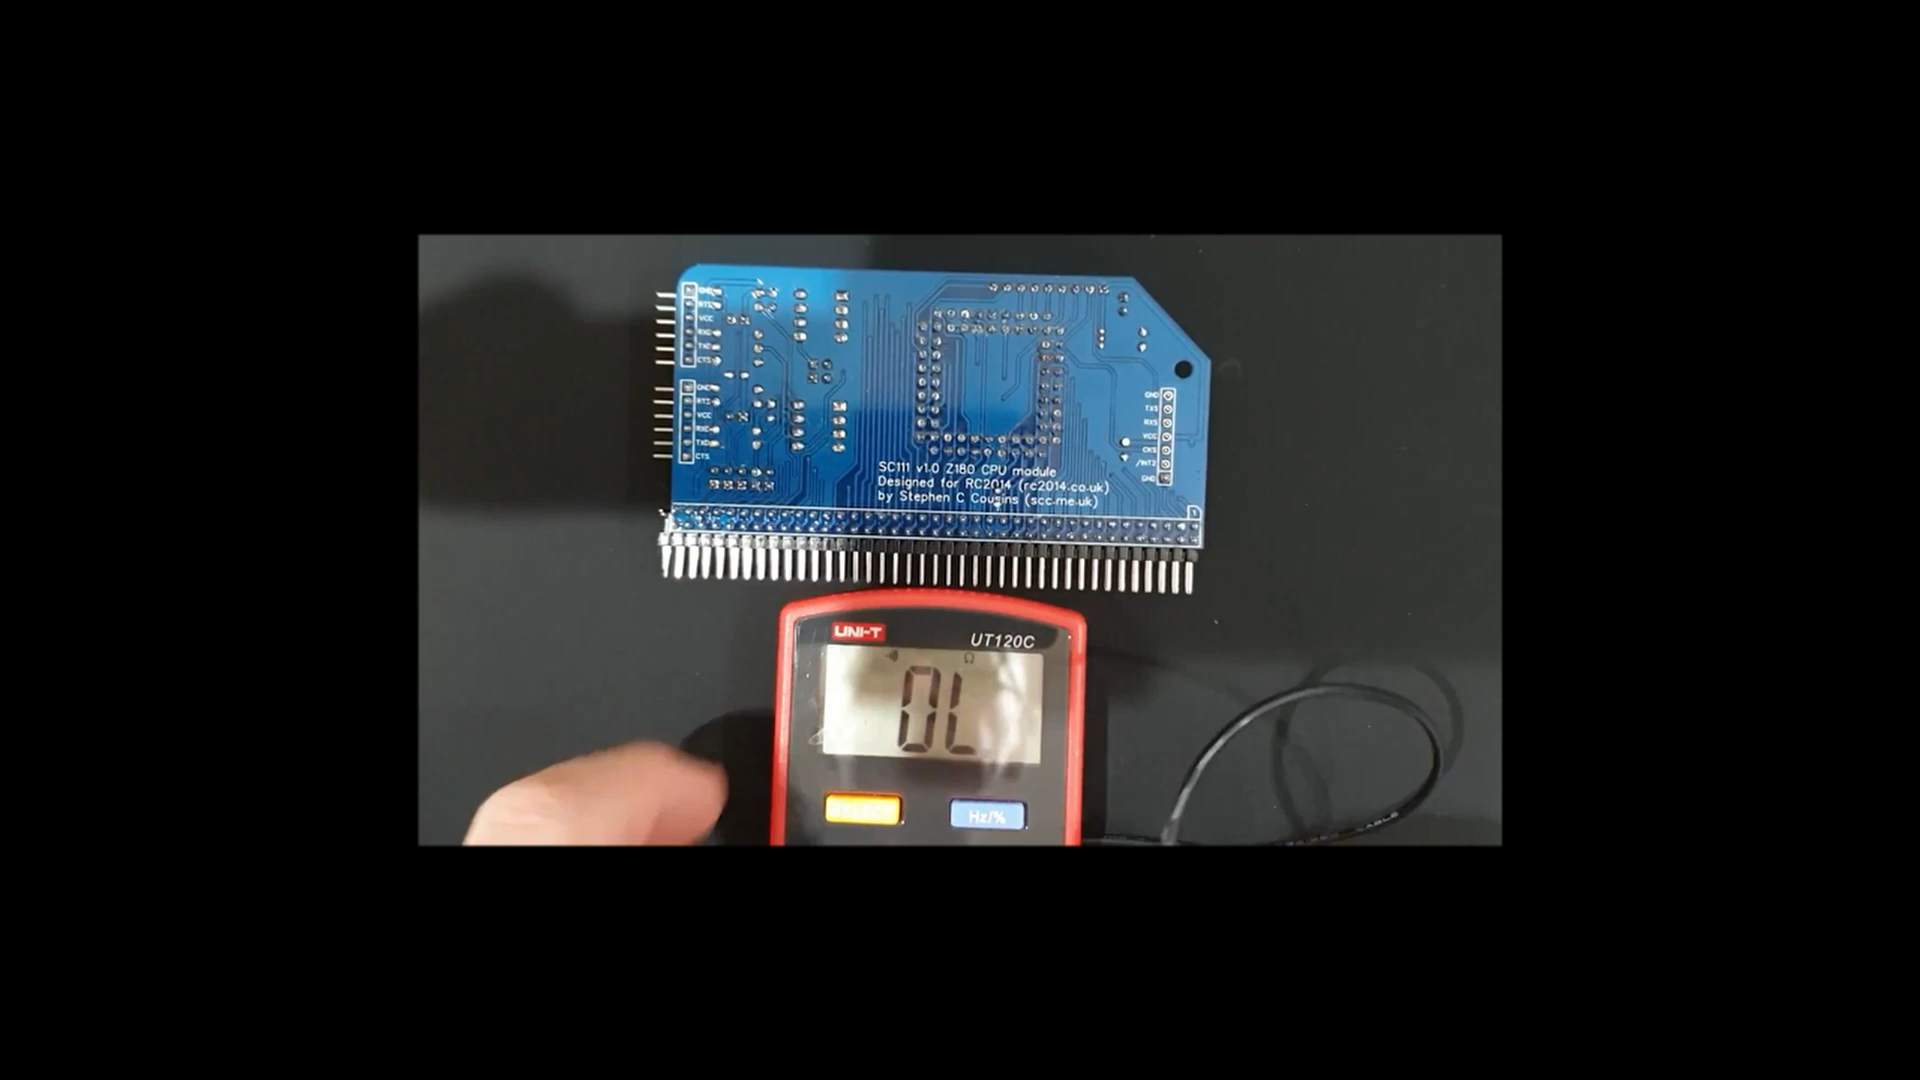 GND
RTS
VCC
RXD
TXD
CTS
GND
RTS
VCC
RXD
TXD
CTS
GND
TXS
RXS
VCC
CKS
/INT2
GND
SC111 v1.0 Z180 CPU module
Designed for RC2014 (rc2014.co.uk)
by Stephen C Cousins (scc.me.uk)
1
UNI-T
UT120C
Ω
OL
Hz/%